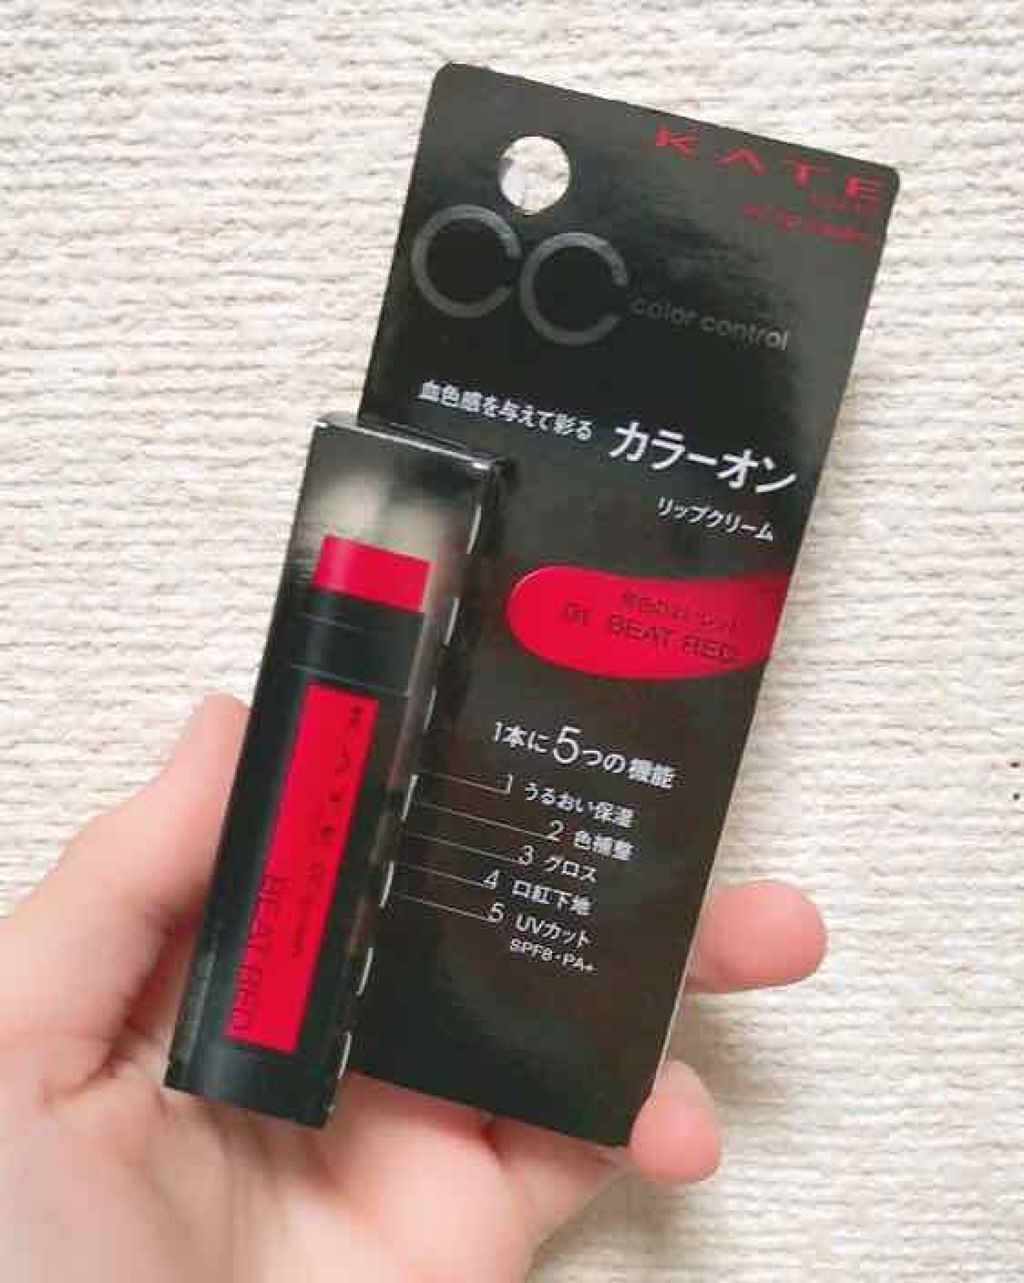 KATE
CC color control
血色感を与えて彩る
カラーオン
リップクリーム
01 BEAT RED
1本に5つの機能
1 うるおい保湿
2 色補整
3 グロス
4 口紅下地
5 UVカット
SPF8・PA+
BEAT RED